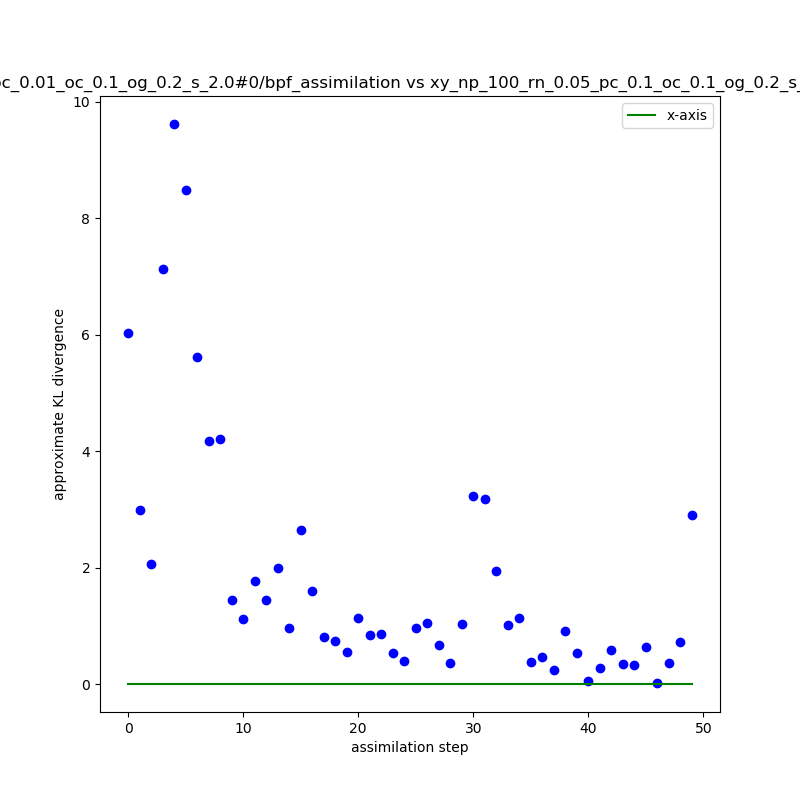 oc_0.01_oc_0.1_og_0.2_s_2.0#0/bpf_assimilation vs xy_np_100_rn_0.05_pc_0.1_oc_0.1_og_0.2_s_
x-axis
10
8
6
4
2
0
approximate KL divergence
0 10 20 30 40 50
assimilation step